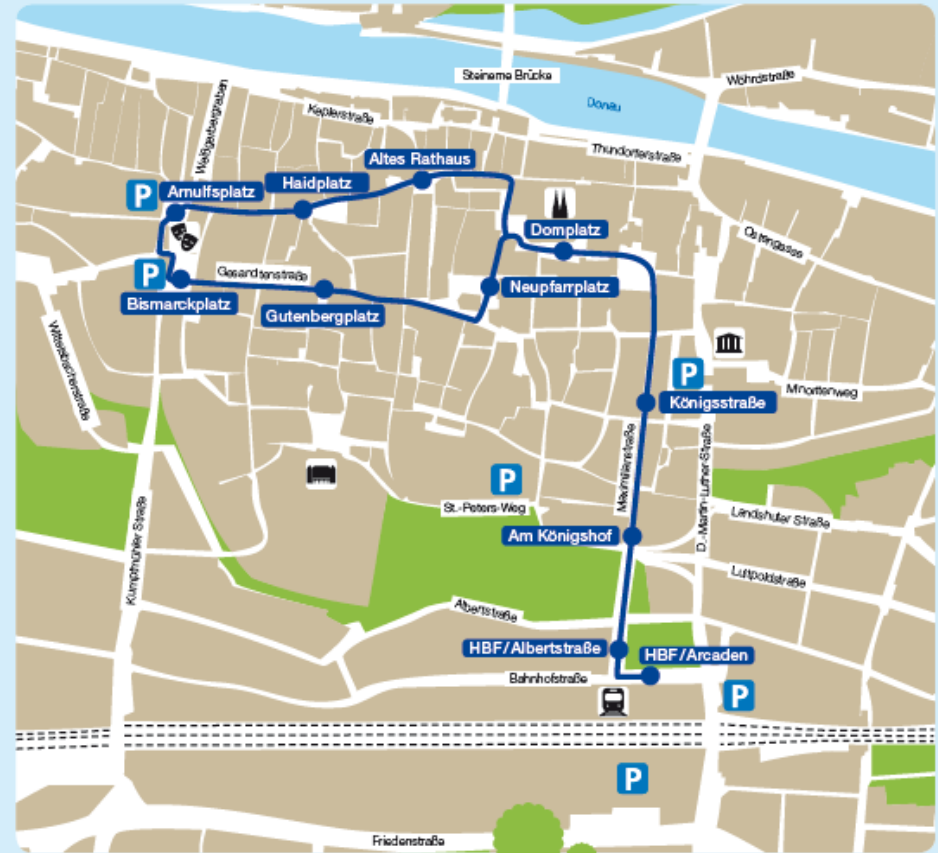 Steinerne Brücke
Wöhrdstraße
Donau
Weißgerbergraben
Keplerstraße
Thundorferstraße
Altes Rathaus
P
Arnulfsplatz
Haidplatz
Domplatz
Ostengasse
P
Gesandtenstraße
Neupfarrplatz
Bismarckplatz
Gutenbergplatz
Wittelsbacherstraße
P
Minoritenweg
Königsstraße
Maximilianstraße
D.-Martin-Luther-Straße
P
St.-Peters-Weg
Landshuter Straße
Am Königshof
Kumpfmühler Straße
Luitpoldstraße
Albertstraße
HBF/Albertstraße
HBF/Arcaden
Bahnhofstraße
P
P
Friedenstraße